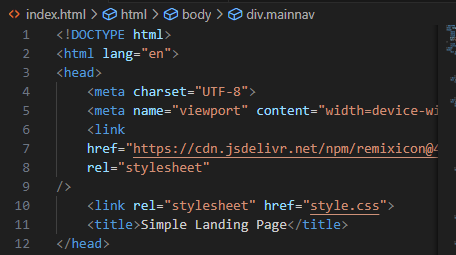 index.html > html > body > div.mainnav
1 <!DOCTYPE html>
2 <html lang="en">
3 <head>
4 <meta charset="UTF-8">
5 <meta name="viewport" content="width=device-wi
6 <link
7 href="https://cdn.jsdelivr.net/npm/remixicon@4
8 rel="stylesheet"
9 />
10 <link rel="stylesheet" href="style.css">
11 <title>Simple Landing Page</title>
12 </head>